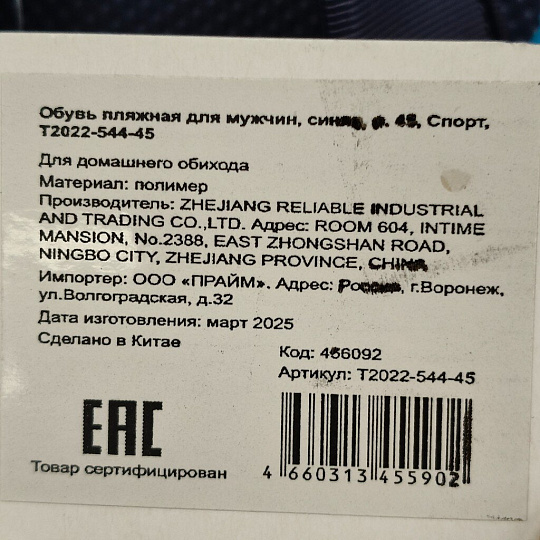 Обувь пляжная для мужчин, синяя, р. 45, Спорт,
T2022-544-45
Для домашнего обихода
Материал: полимер
Производитель: ZHEJIANG RELIABLE INDUSTRIAL
AND TRADING CO.,LTD. Адрес: ROOM 604, INTIME
MANSION, No.2388, EAST ZHONGSHAN ROAD,
NINGBO CITY, ZHEJIANG PROVINCE, CHINA
Импортер: ООО «ПРАЙМ». Адрес: Россия, г.Воронеж,
ул.Волгоградская, д.32
Дата изготовления: март 2025
Сделано в Китае
Код: 456092
Артикул: T2022-544-45
EAC
Товар сертифицирован
4 660313 455902